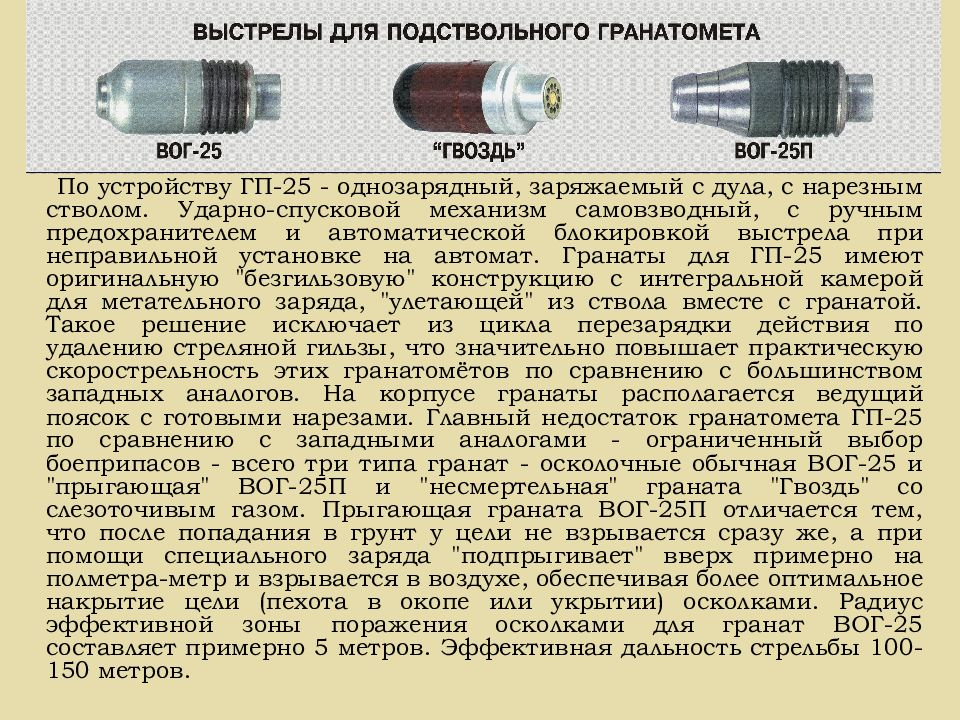 ВЫСТРЕЛЫ ДЛЯ ПОДСТВОЛЬНОГО ГРАНАТОМЕТА
ВОГ-25 "ГВОЗДЬ" ВОГ-25П
По устройству ГП-25 - однозарядный, заряжаемый с дула, с нарезным
стволом. Ударно-спусковой механизм самовзводный, с ручным
предохранителем и автоматической блокировкой выстрела при
неправильной установке на автомат. Гранаты для ГП-25 имеют
оригинальную "безгильзовую" конструкцию с интегральной камерой
для метательного заряда, "улетающей" из ствола вместе с гранатой.
Такое решение исключает из цикла перезарядки действия по
удалению стреляной гильзы, что значительно повышает практическую
скорострельность этих гранатомётов по сравнению с большинством
западных аналогов. На корпусе гранаты располагается ведущий
поясок с готовыми нарезами. Главный недостаток гранатомета ГП-25
по сравнению с западными аналогами - ограниченный выбор
боеприпасов - всего три типа гранат - осколочные обычная ВОГ-25 и
"прыгающая" ВОГ-25П и "несмертельная" граната "Гвоздь" со
слезоточивым газом. Прыгающая граната ВОГ-25П отличается тем,
что после попадания в грунт у цели не взрывается сразу же, а при
помощи специального заряда "подпрыгивает" вверх примерно на
полметра-метр и взрывается в воздухе, обеспечивая более оптимальное
накрытие цели (пехота в окопе или укрытии) осколками. Радиус
эффективной зоны поражения осколками для гранат ВОГ-25
составляет примерно 5 метров. Эффективная дальность стрельбы 100-
150 метров.